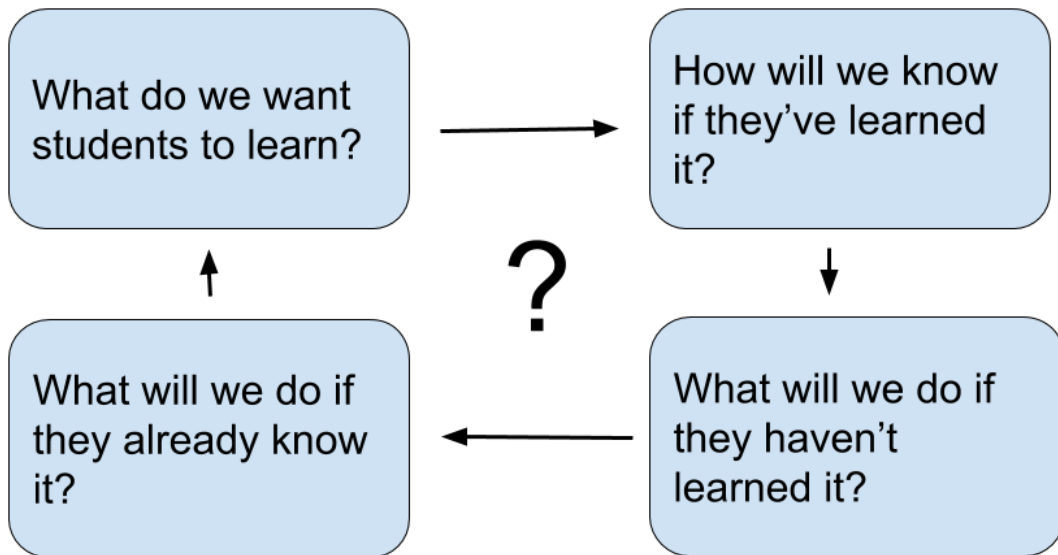 What do we want
students to learn?
How will we know
if they’ve learned
it?
?
What will we do if
they already know
it?
What will we do if
they haven’t
learned it?